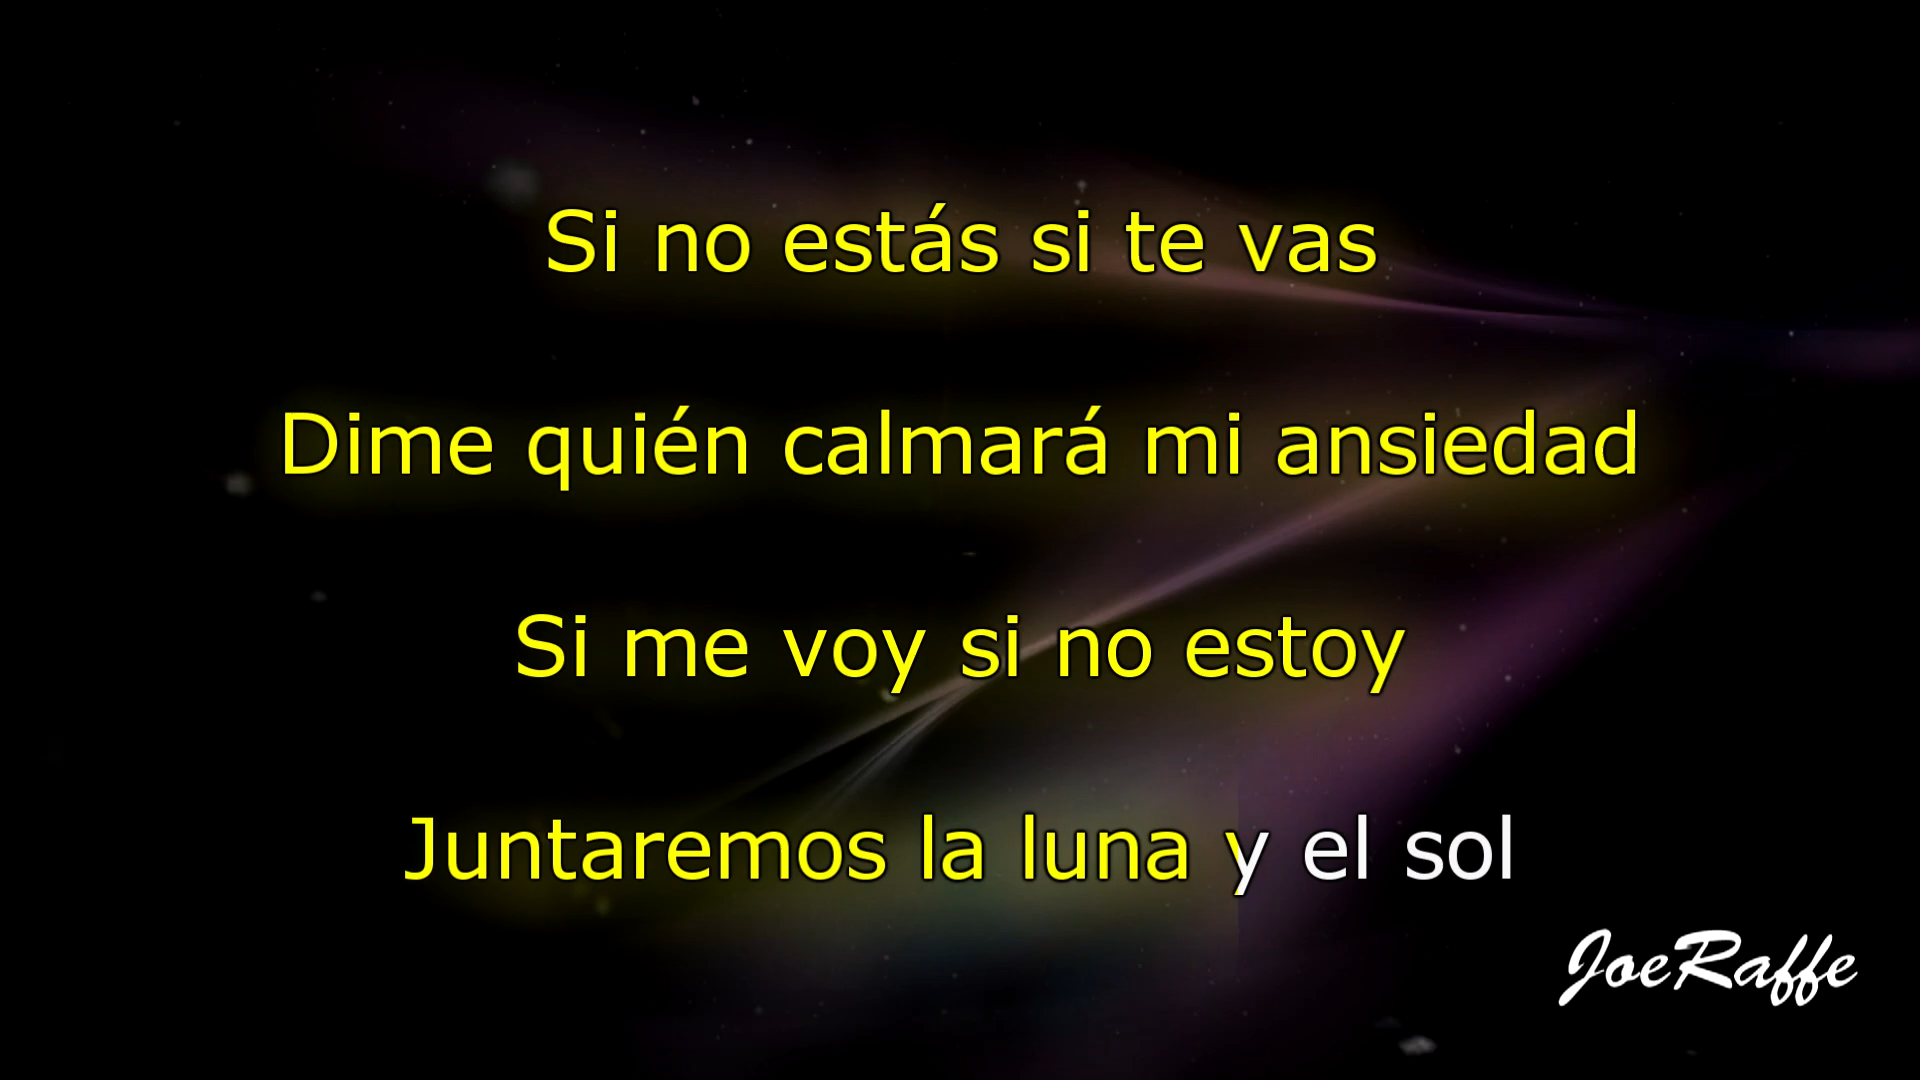 Si no estás si te vas
Dime quién calmará mi ansiedad
Si me voy si no estoy
Juntaremos la luna y el sol
JoeRaffe